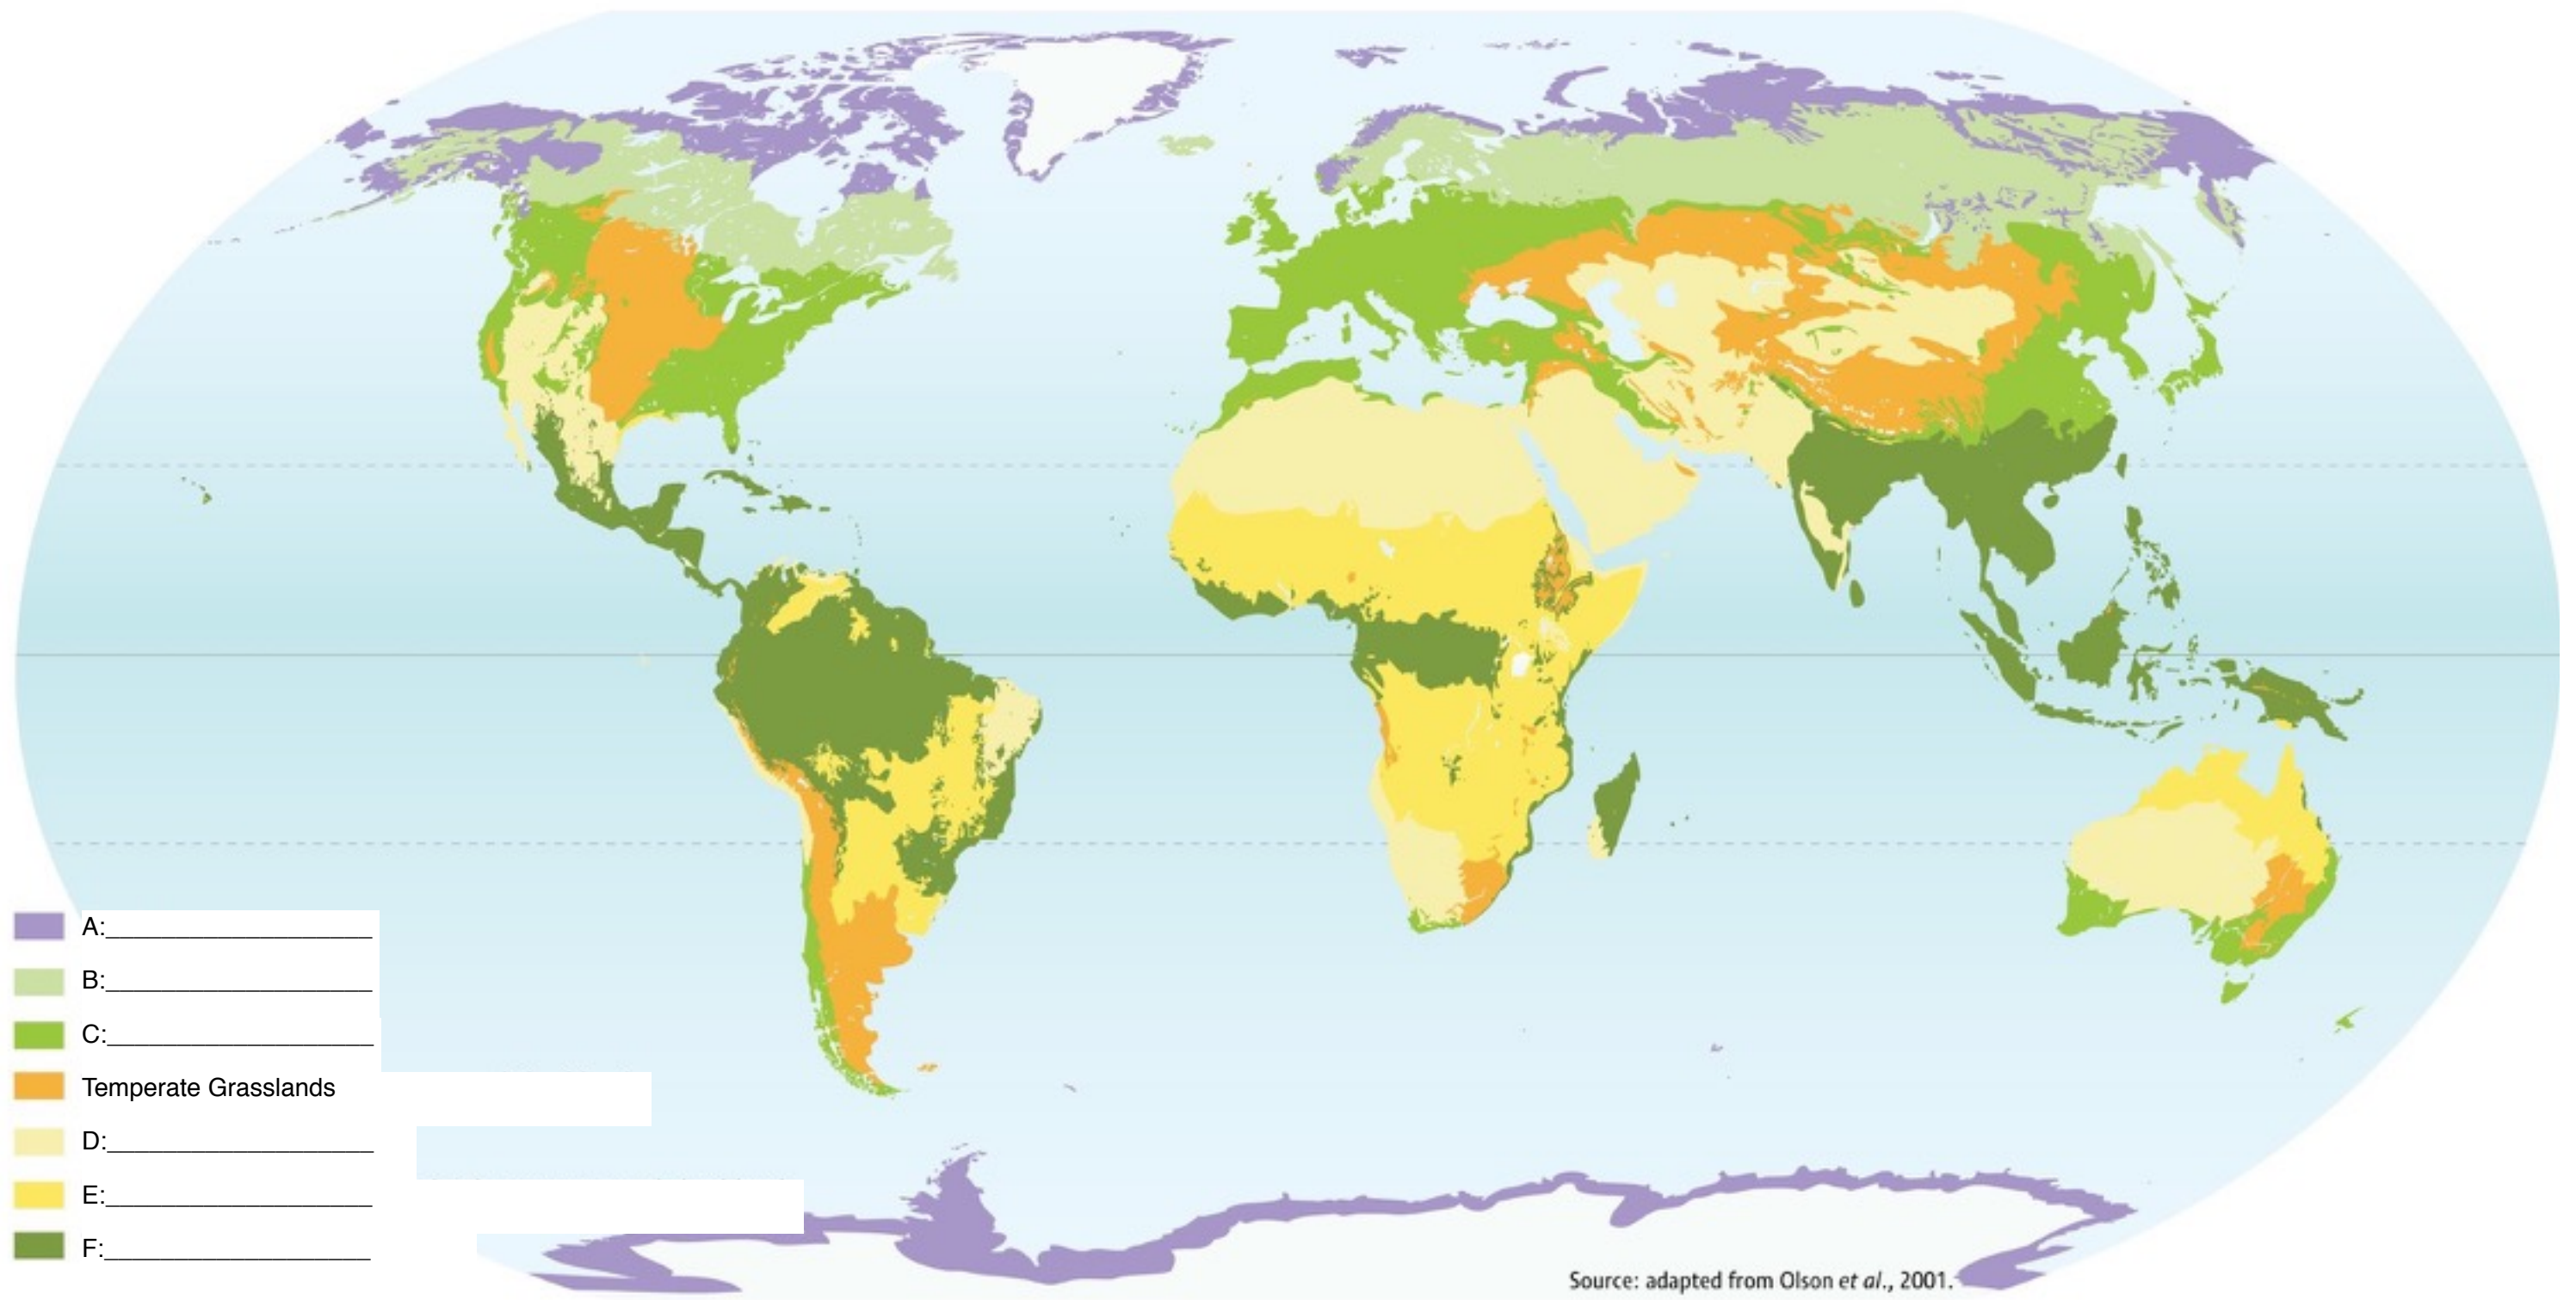 A:___________________
B:___________________
C:___________________
Temperate Grasslands
D:___________________
E:___________________
F:___________________
Source: adapted from Olson et al., 2001.